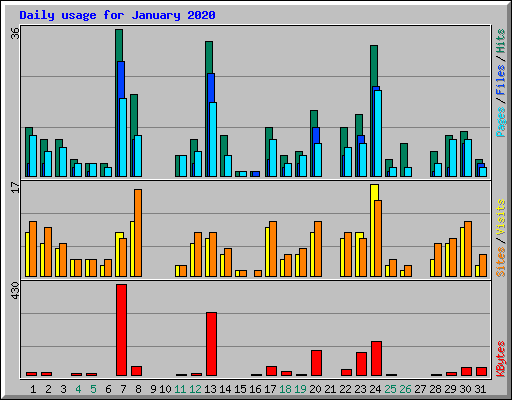 Daily usage for January 2020
36
Pages / Files / Hits
17
Sites / Visits
430
KBytes
1 2 3 4 5 6 7 8 9 10 11 12 13 14 15 16 17 18 19 20 21 22 23 24 25 26 27 28 29 30 31